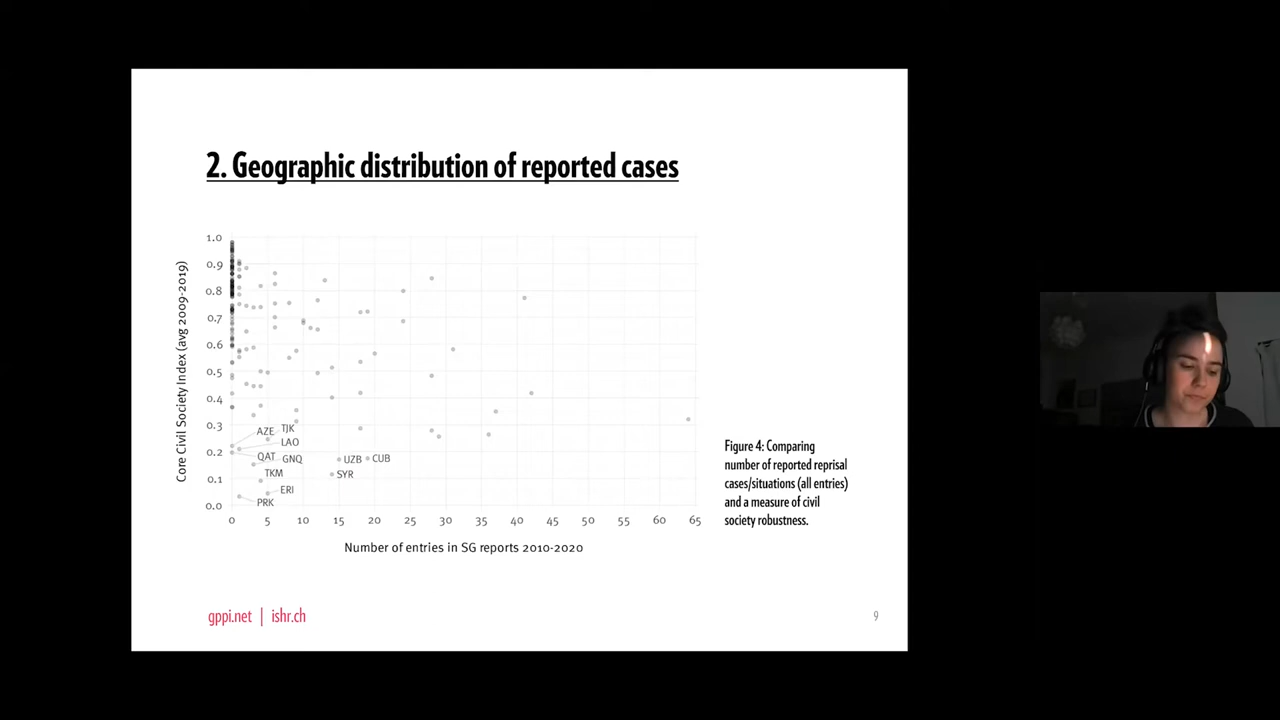 2. Geographic distribution of reported cases
Core Civil Society Index (avg 2009-2019)
1.0
0.9
0.8
0.7
0.6
0.5
0.4
0.3
0.2
0.1
0.0
AZE
TJK
LAO
QAT
GNQ
TKM
ERI
PRK
UZB
CUB
SYR
0 5 10 15 20 25 30 35 40 45 50 55 60 65
Number of entries in SG reports 2010-2020
Figure 4: Comparing
number of reported reprisal
cases/situations (all entries)
and a measure of civil
society robustness.
gppi.net | ishr.ch
9